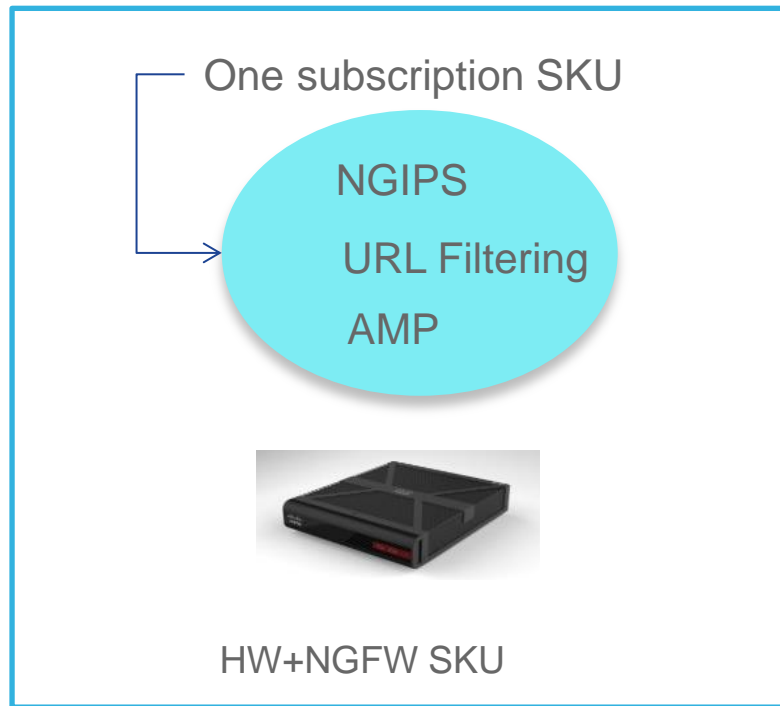 One subscription SKU
NGIPS
URL Filtering
AMP
HW+NGFW SKU